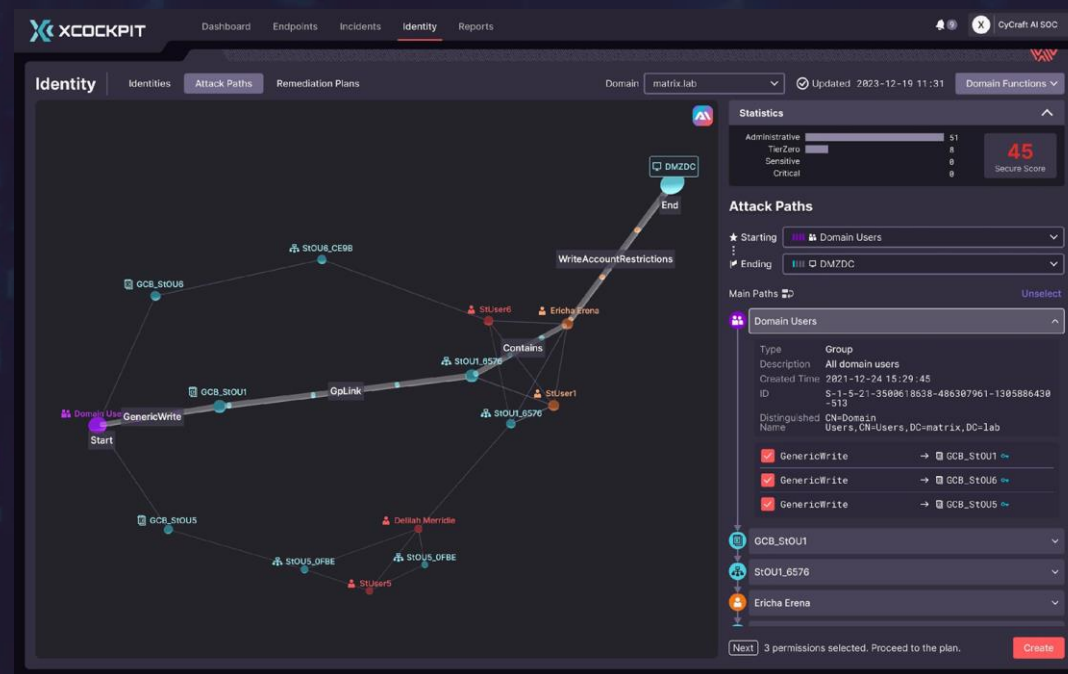 XCOCKPIT
Dashboard Endpoints Incidents Identity Reports
9 X CyCraft AI SOC
Identity Identities Attack Paths Remediation Plans
Domain matrix.lab Updated 2023-12-19 11:31 Domain Functions
DMZDC
End
WriteAccountRestrictions
StOU6_CE9B
GCB_StOU6
StUser6
Ericha Erona
Contains
StOU1_6576
GCB_StOU1
GpLink
StUser1
StOU1_6576
Domain Use
GenericWrite
Start
GCB_StOU5
Delilah Merridie
StOU5_0FBE
StOU5_0FBE
StUser5
Statistics
Administrative 51
TierZero 8
Sensitive 0
Critical 0
45
Secure Score
Attack Paths
Starting Domain Users
Ending DMZDC
Main Paths Unselect
Domain Users
Type Group
Description All domain users
Created Time 2021-12-24 15:29:45
ID S-1-5-21-3500618638-486307961-1305886430
-513
Distinguished CN=Domain
Name Users,CN=Users,DC=matrix,DC=lab
GenericWrite → GCB_StOU1
GenericWrite → GCB_StOU6
GenericWrite → GCB_StOU5
GCB_StOU1
StOU1_6576
Ericha Erena
Next 3 permissions selected. Proceed to the plan. Create